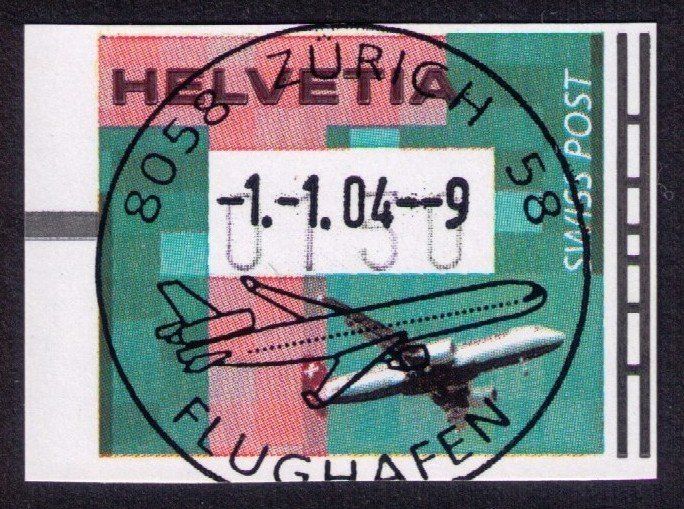 HELVETIA
8058 ZÜRICH 58
-1.-1.04--9
0130
SWISS POST
FLUGHAFEN